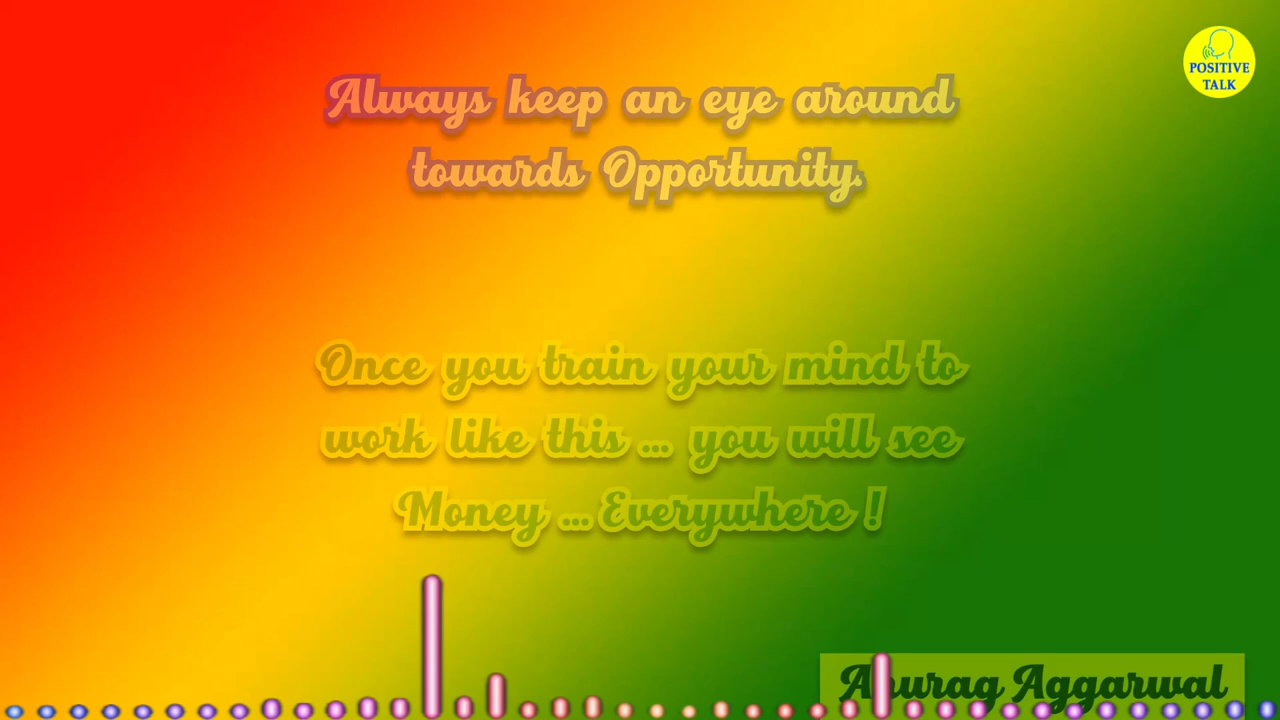 POSITIVE
TALK
Always keep an eye around
towards Opportunity.
Once you train your mind to
work like this ... you will see
Money ... Everywhere !
Anurag Aggarwal